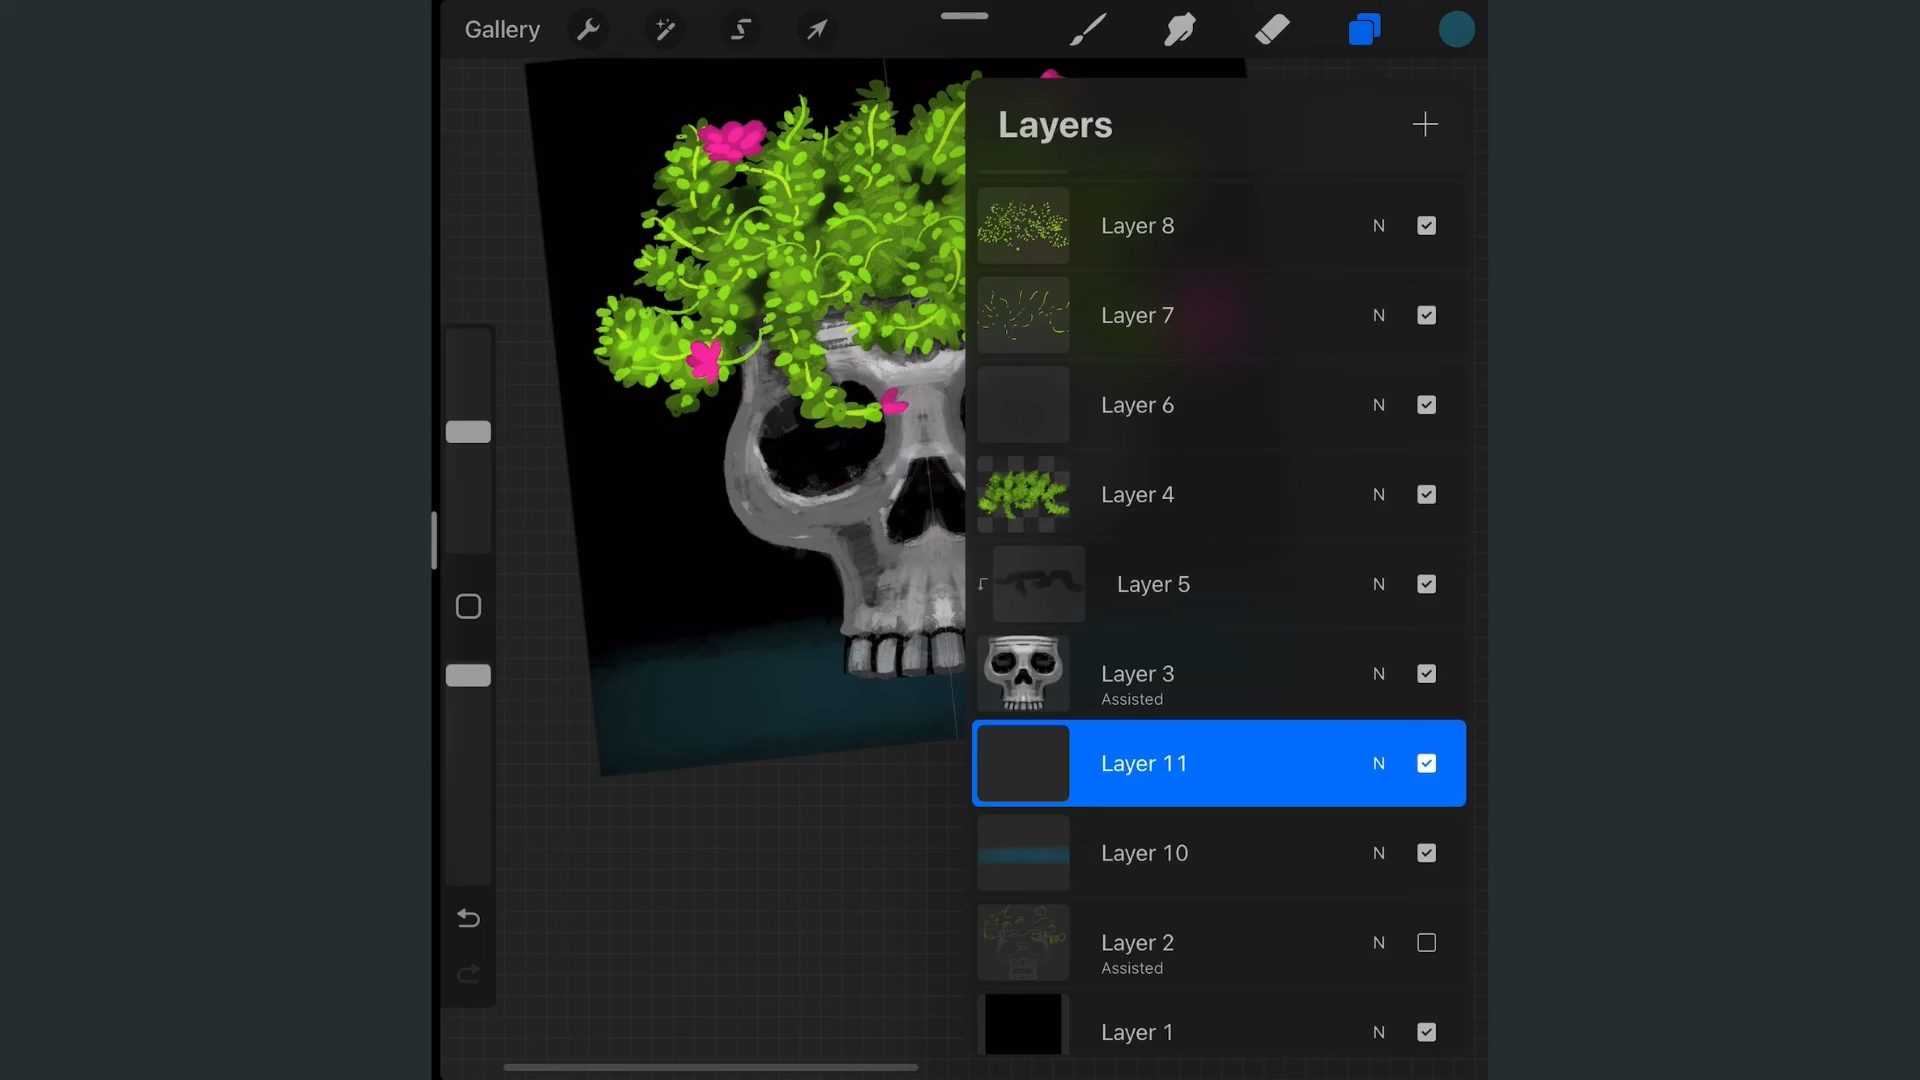 Gallery
Layers
Layer 8 N
Layer 7 N
Layer 6 N
Layer 4 N
Layer 5 N
Layer 3 N
Assisted
Layer 11 N
Layer 10 N
Layer 2 N
Assisted
Layer 1 N